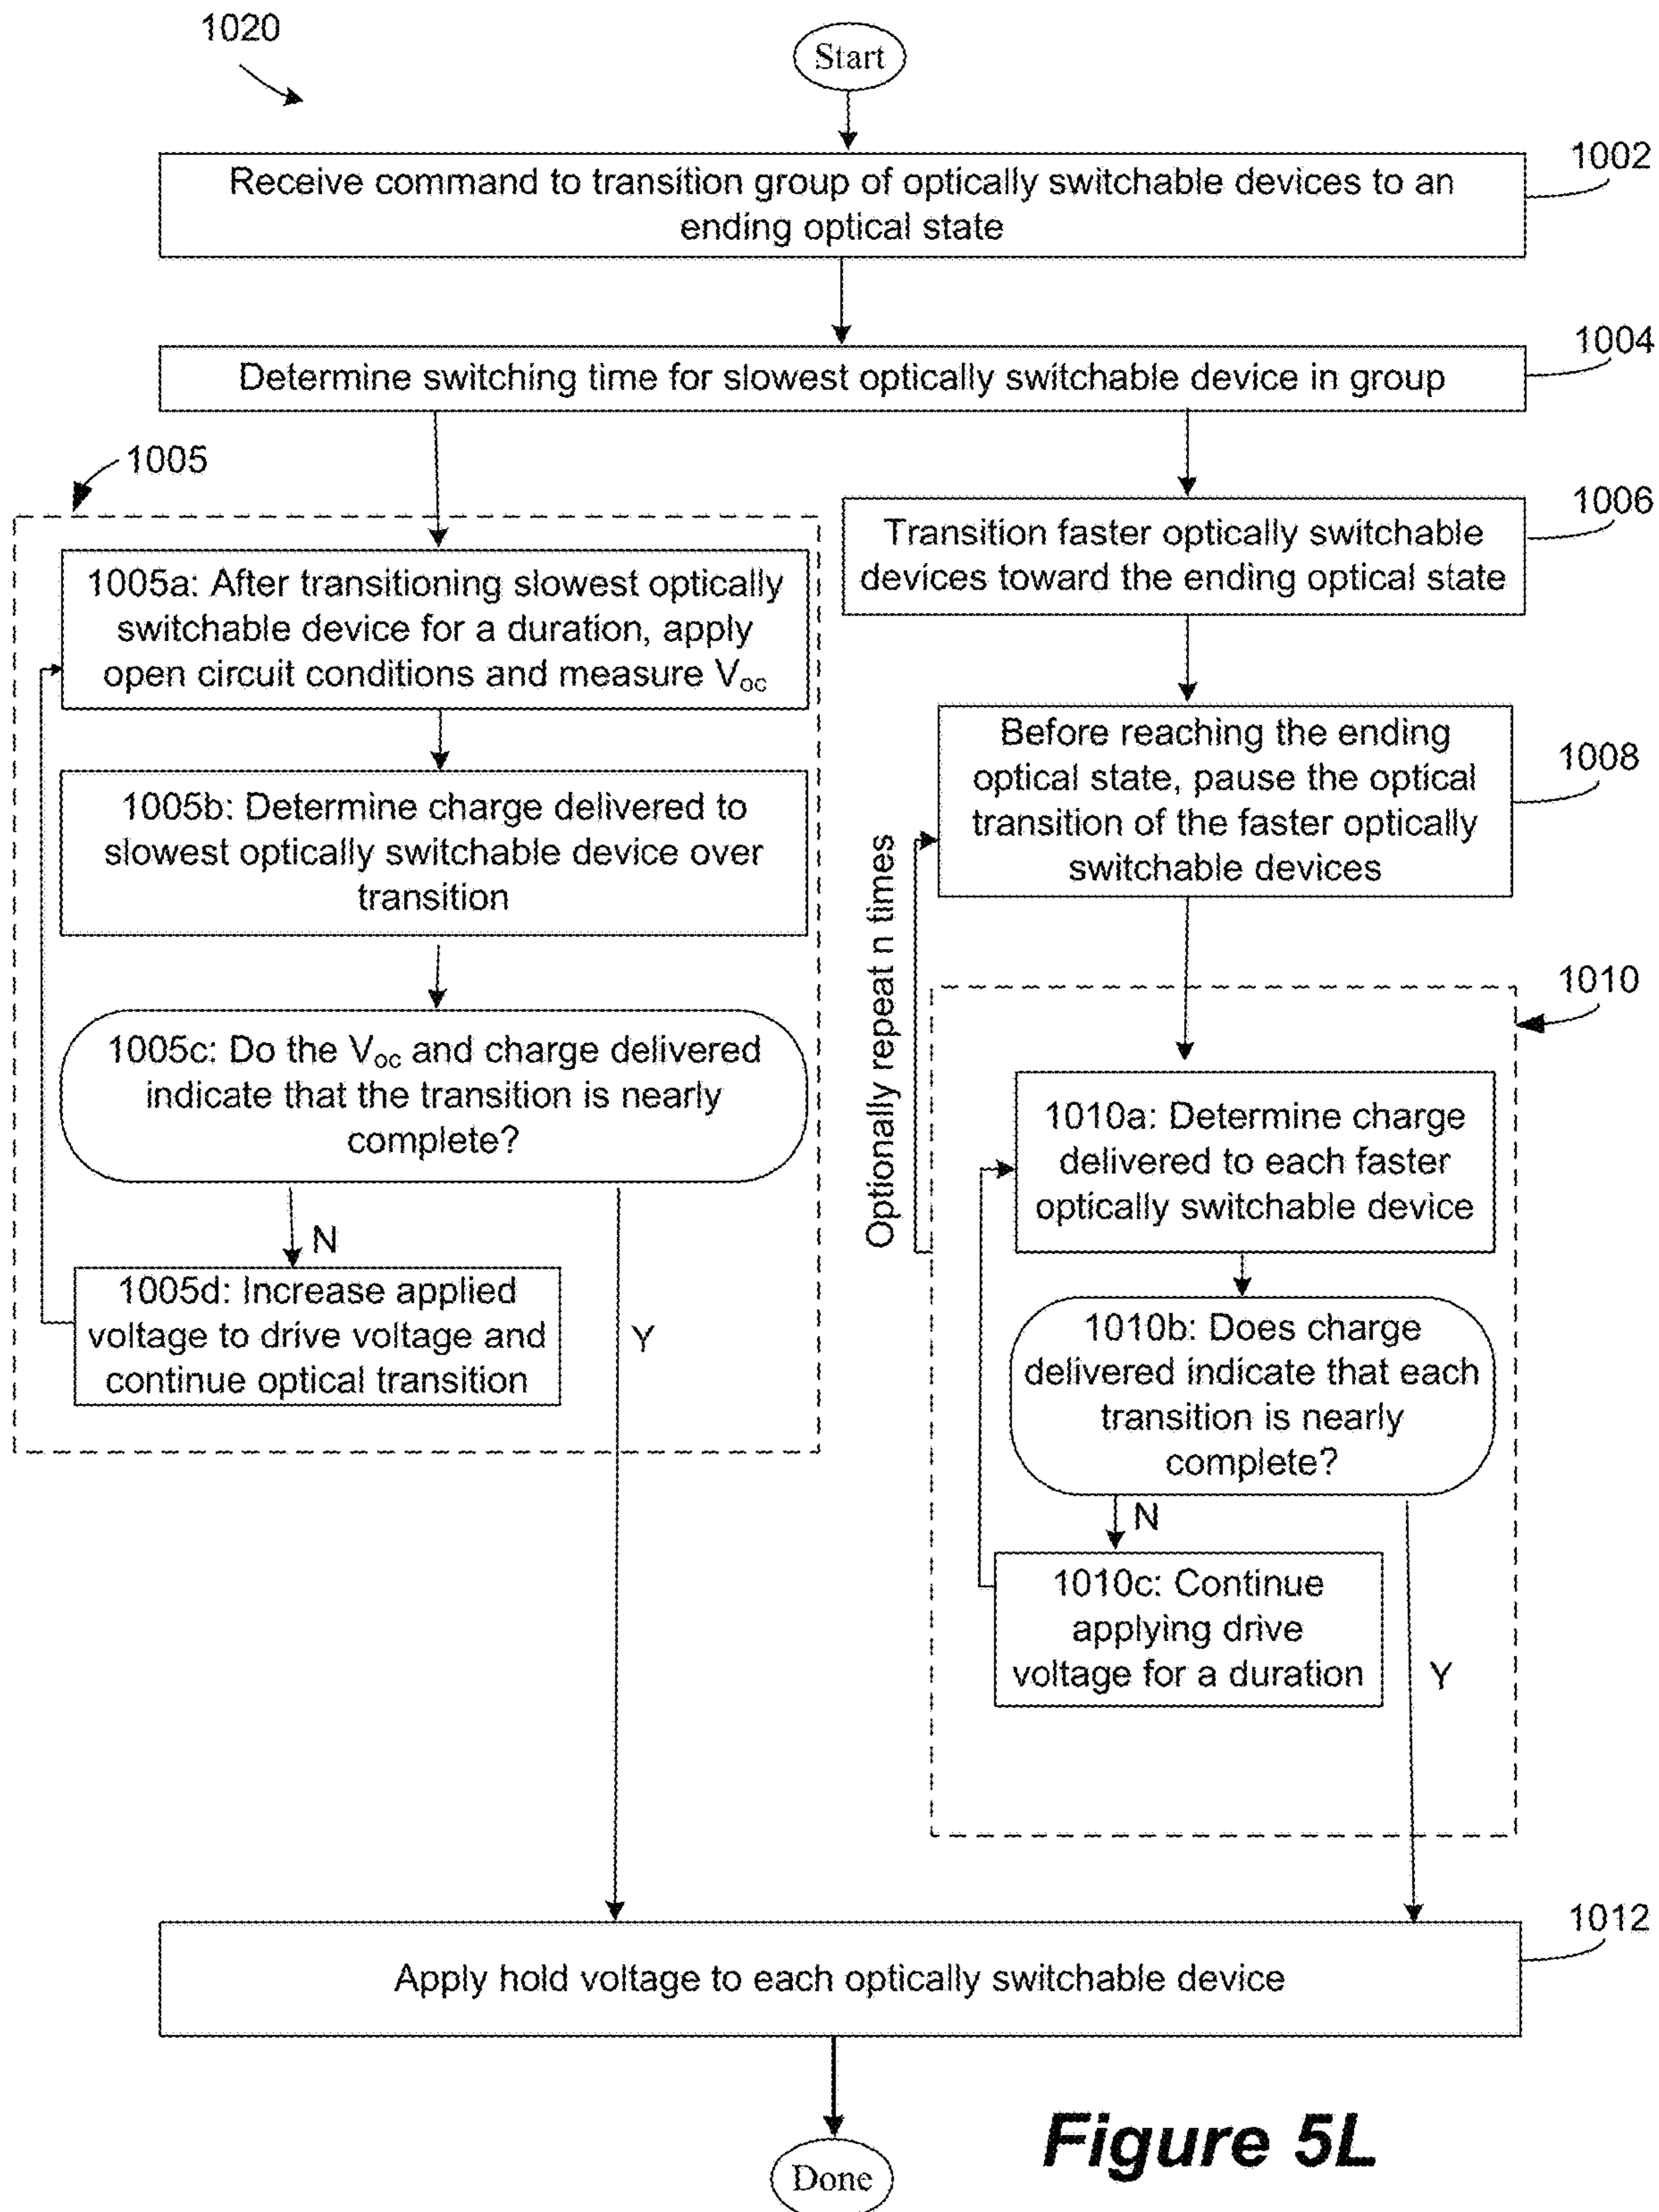 1020
Start
1002
Receive command to transition group of optically switchable devices to an
ending optical state
1004
Determine switching time for slowest optically switchable device in group
1005
1005a: After transitioning slowest optically
switchable device for a duration, apply
open circuit conditions and measure Voc
1005b: Determine charge delivered to
slowest optically switchable device over
transition
1005c: Do the Voc and charge delivered
indicate that the transition is nearly
complete?
N
1005d: Increase applied
voltage to drive voltage and
continue optical transition
Y
1006
Transition faster optically switchable
devices toward the ending optical state
1008
Before reaching the ending
optical state, pause the optical
transition of the faster optically
switchable devices
Optionally repeat n times
1010
1010a: Determine charge
delivered to each faster
optically switchable device
1010b: Does charge
delivered indicate that each
transition is nearly
complete?
N
1010c: Continue
applying drive
voltage for a duration
Y
1012
Apply hold voltage to each optically switchable device
Done
Figure 5L